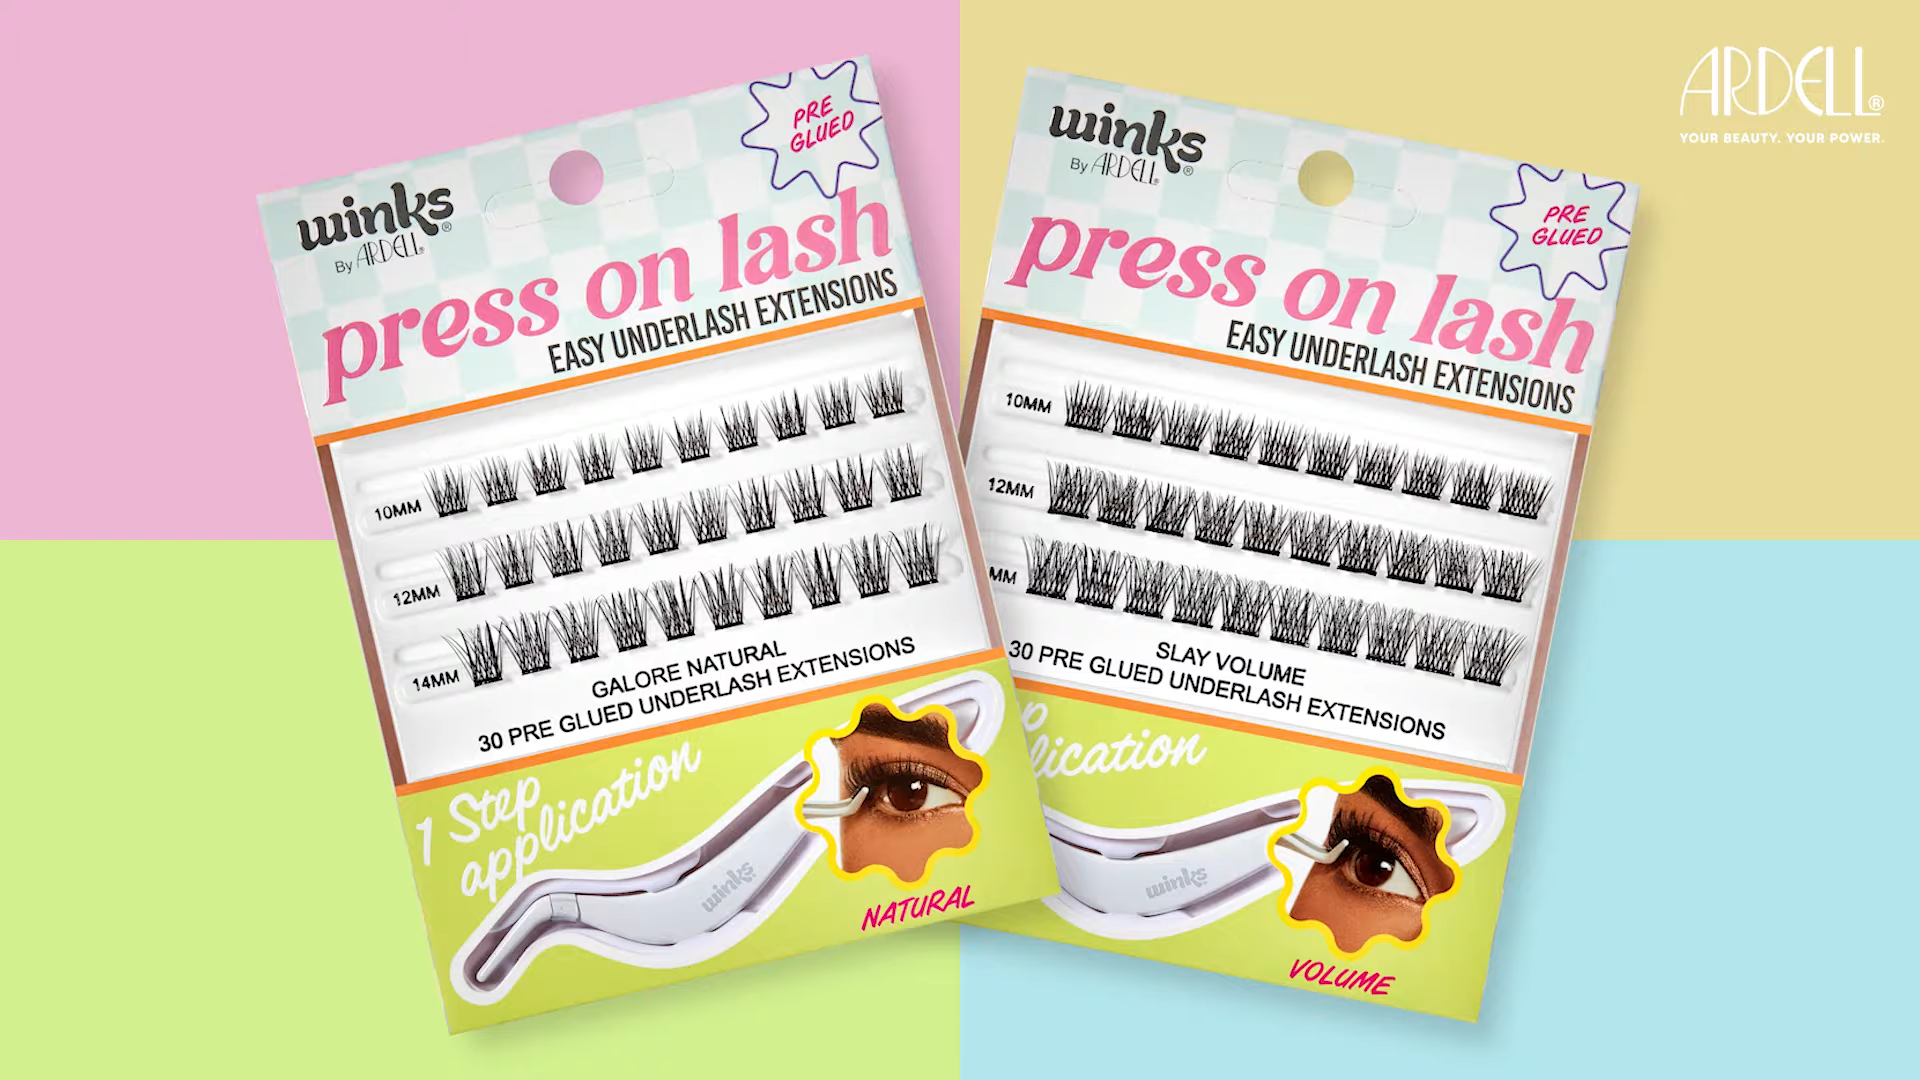 ARDELL®
YOUR BEAUTY. YOUR POWER.
PRE
GLUED
winks®
By ARDELL®
press on lash
EASY UNDERLASH EXTENSIONS
10MM
12MM
14MM
GALORE NATURAL
30 PRE GLUED UNDERLASH EXTENSIONS
1 Step
application
winks
NATURAL
PRE
GLUED
winks®
By ARDELL®
press on lash
EASY UNDERLASH EXTENSIONS
10MM
12MM
MM
SLAY VOLUME
30 PRE GLUED UNDERLASH EXTENSIONS
p
lication
winks
VOLUME